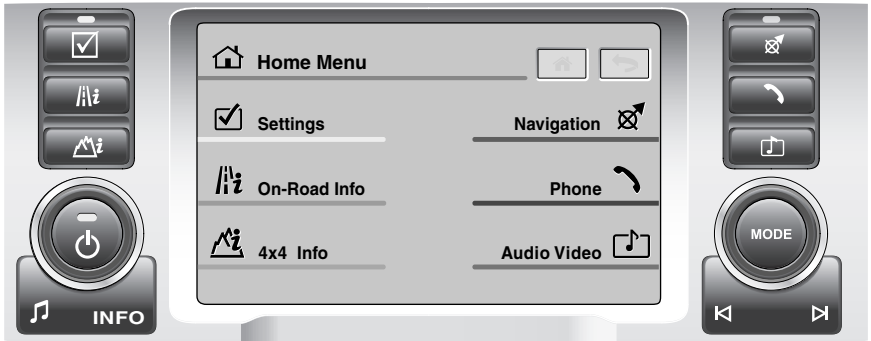 Home Menu
Settings
Navigation
On-Road Info
Phone
4x4 Info
Audio Video
MODE
INFO